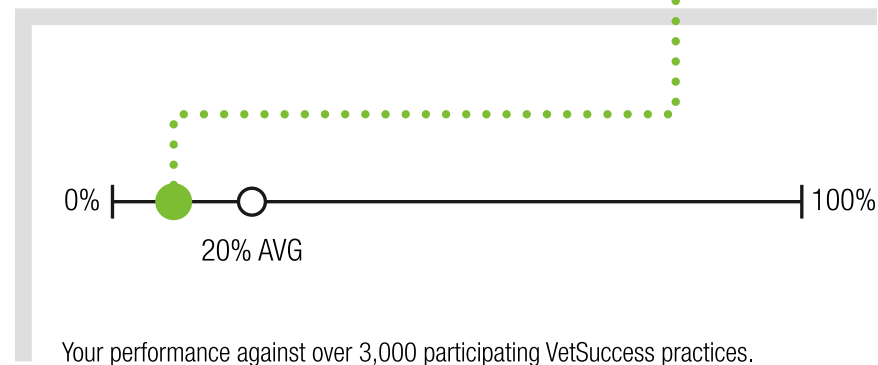 0% 100%
20% AVG
Your performance against over 3,000 participating VetSuccess practices.